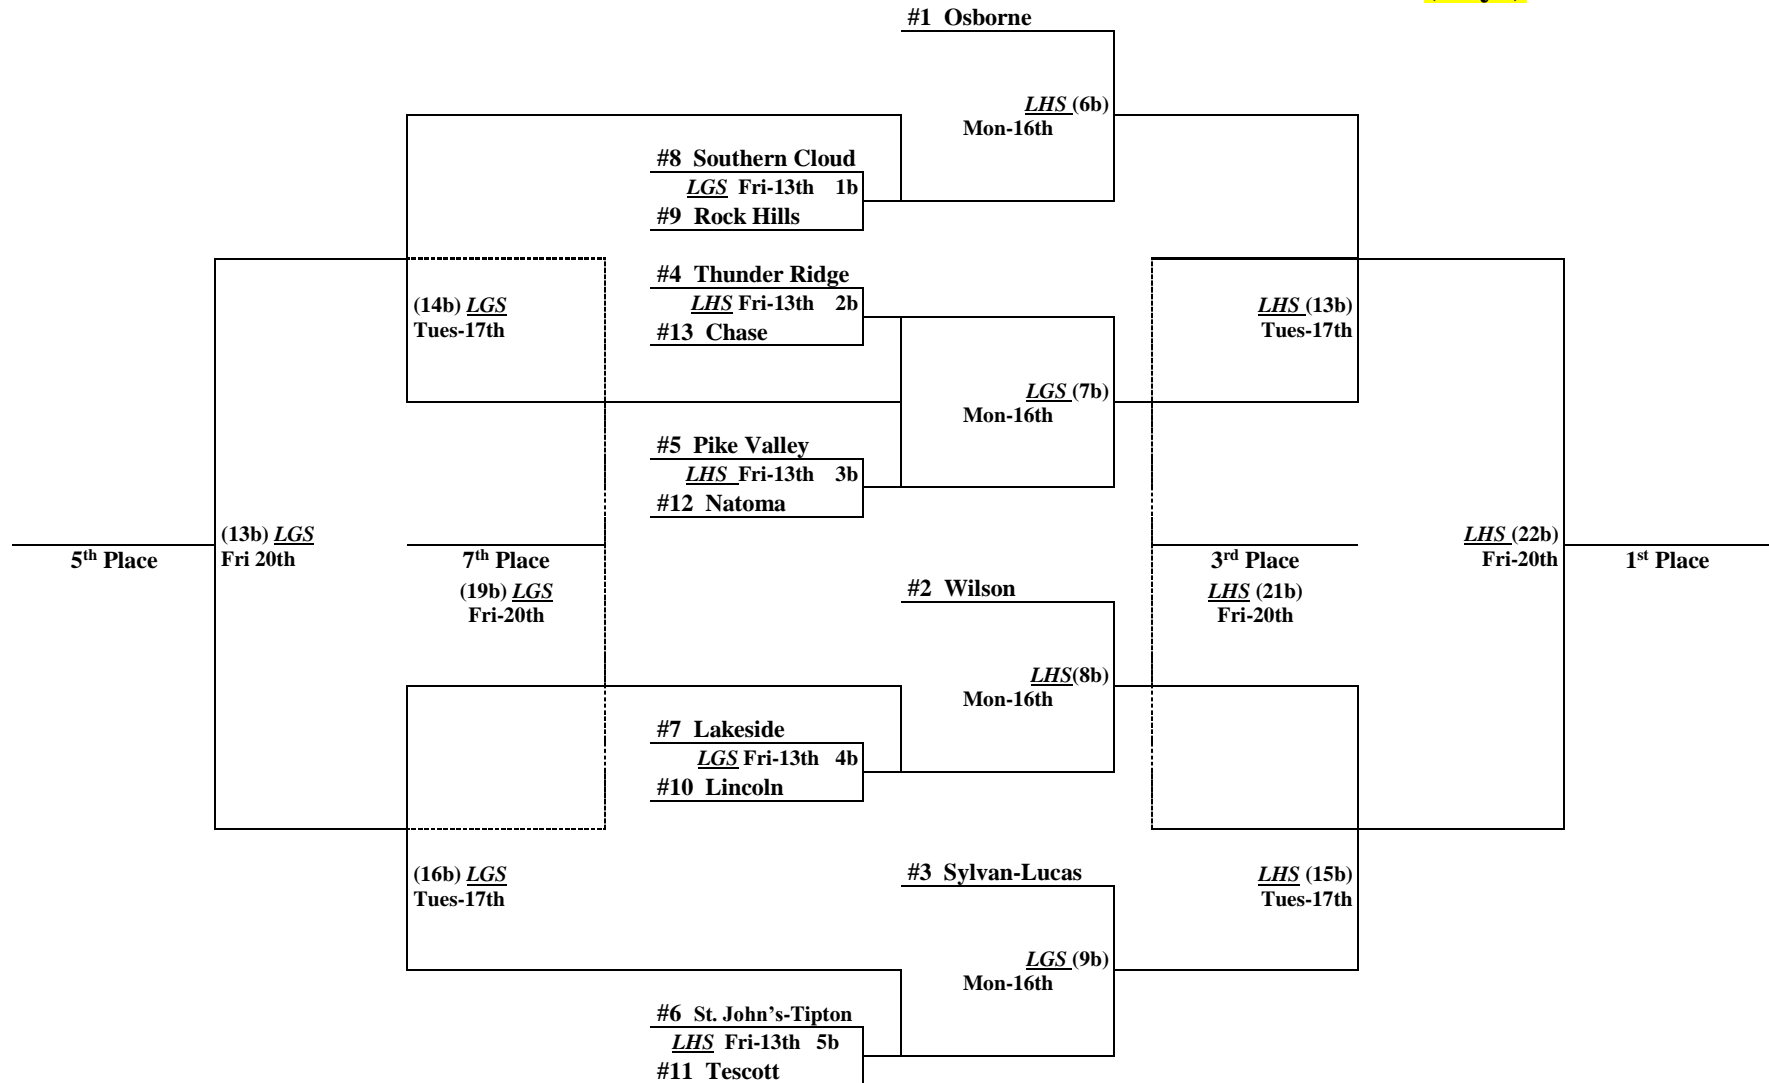 #1 Osborne
LHS (6b)
Mon-16th
#8 Southern Cloud
LGS Fri-13th 1b
#9 Rock Hills
#4 Thunder Ridge
LHS Fri-13th 2b
#13 Chase
(14b) LGS
Tues-17th
LHS (13b)
Tues-17th
LGS (7b)
Mon-16th
#5 Pike Valley
LHS Fri-13th 3b
#12 Natoma
(13b) LGS
Fri 20th
5th Place
7th Place
(19b) LGS
Fri-20th
3rd Place
LHS (21b)
Fri-20th
LHS (22b)
Fri-20th
1st Place
#2 Wilson
LHS(8b)
Mon-16th
#7 Lakeside
LGS Fri-13th 4b
#10 Lincoln
(16b) LGS
Tues-17th
#3 Sylvan-Lucas
LHS (15b)
Tues-17th
LGS (9b)
Mon-16th
#6 St. John’s-Tipton
LHS Fri-13th 5b
#11 Tescott